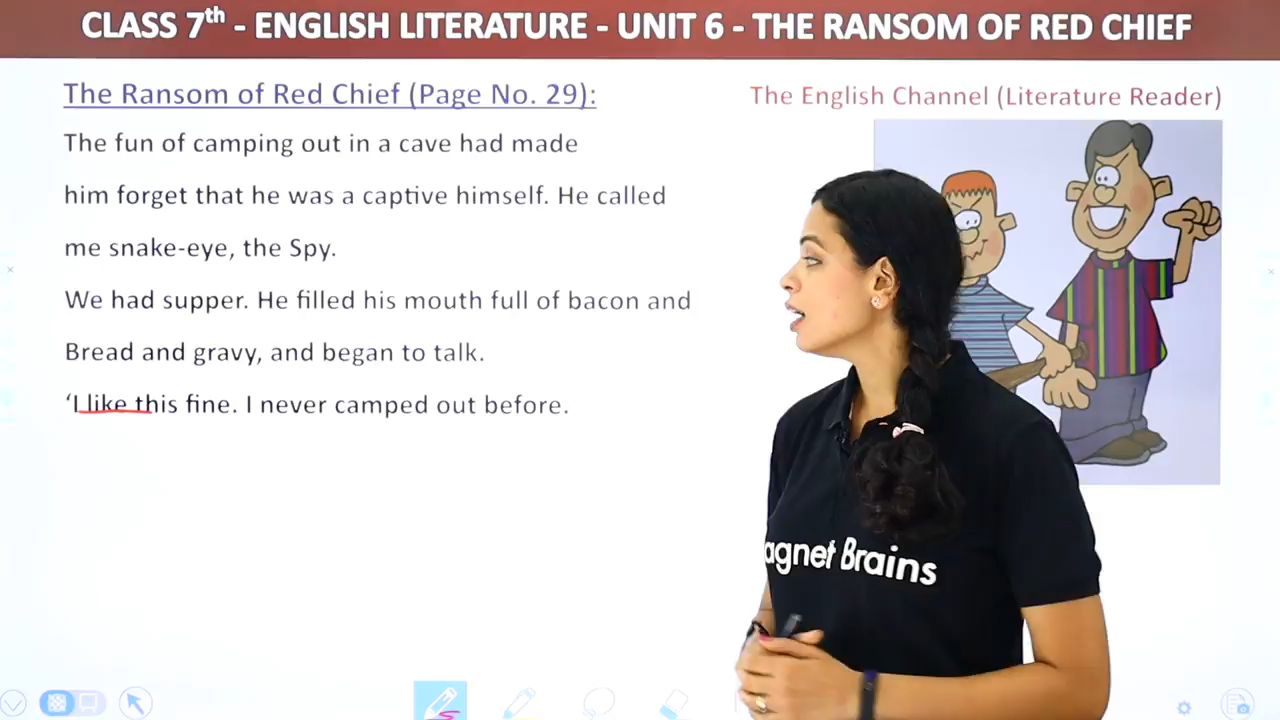 CLASS 7th - ENGLISH LITERATURE - UNIT 6 - THE RANSOM OF RED CHIEF
The Ransom of Red Chief (Page No. 29):
The English Channel (Literature Reader)
The fun of camping out in a cave had made
him forget that he was a captive himself. He called
me snake-eye, the Spy.
We had supper. He filled his mouth full of bacon and
Bread and gravy, and began to talk.
‘I like this fine. I never camped out before.
agnet Brains